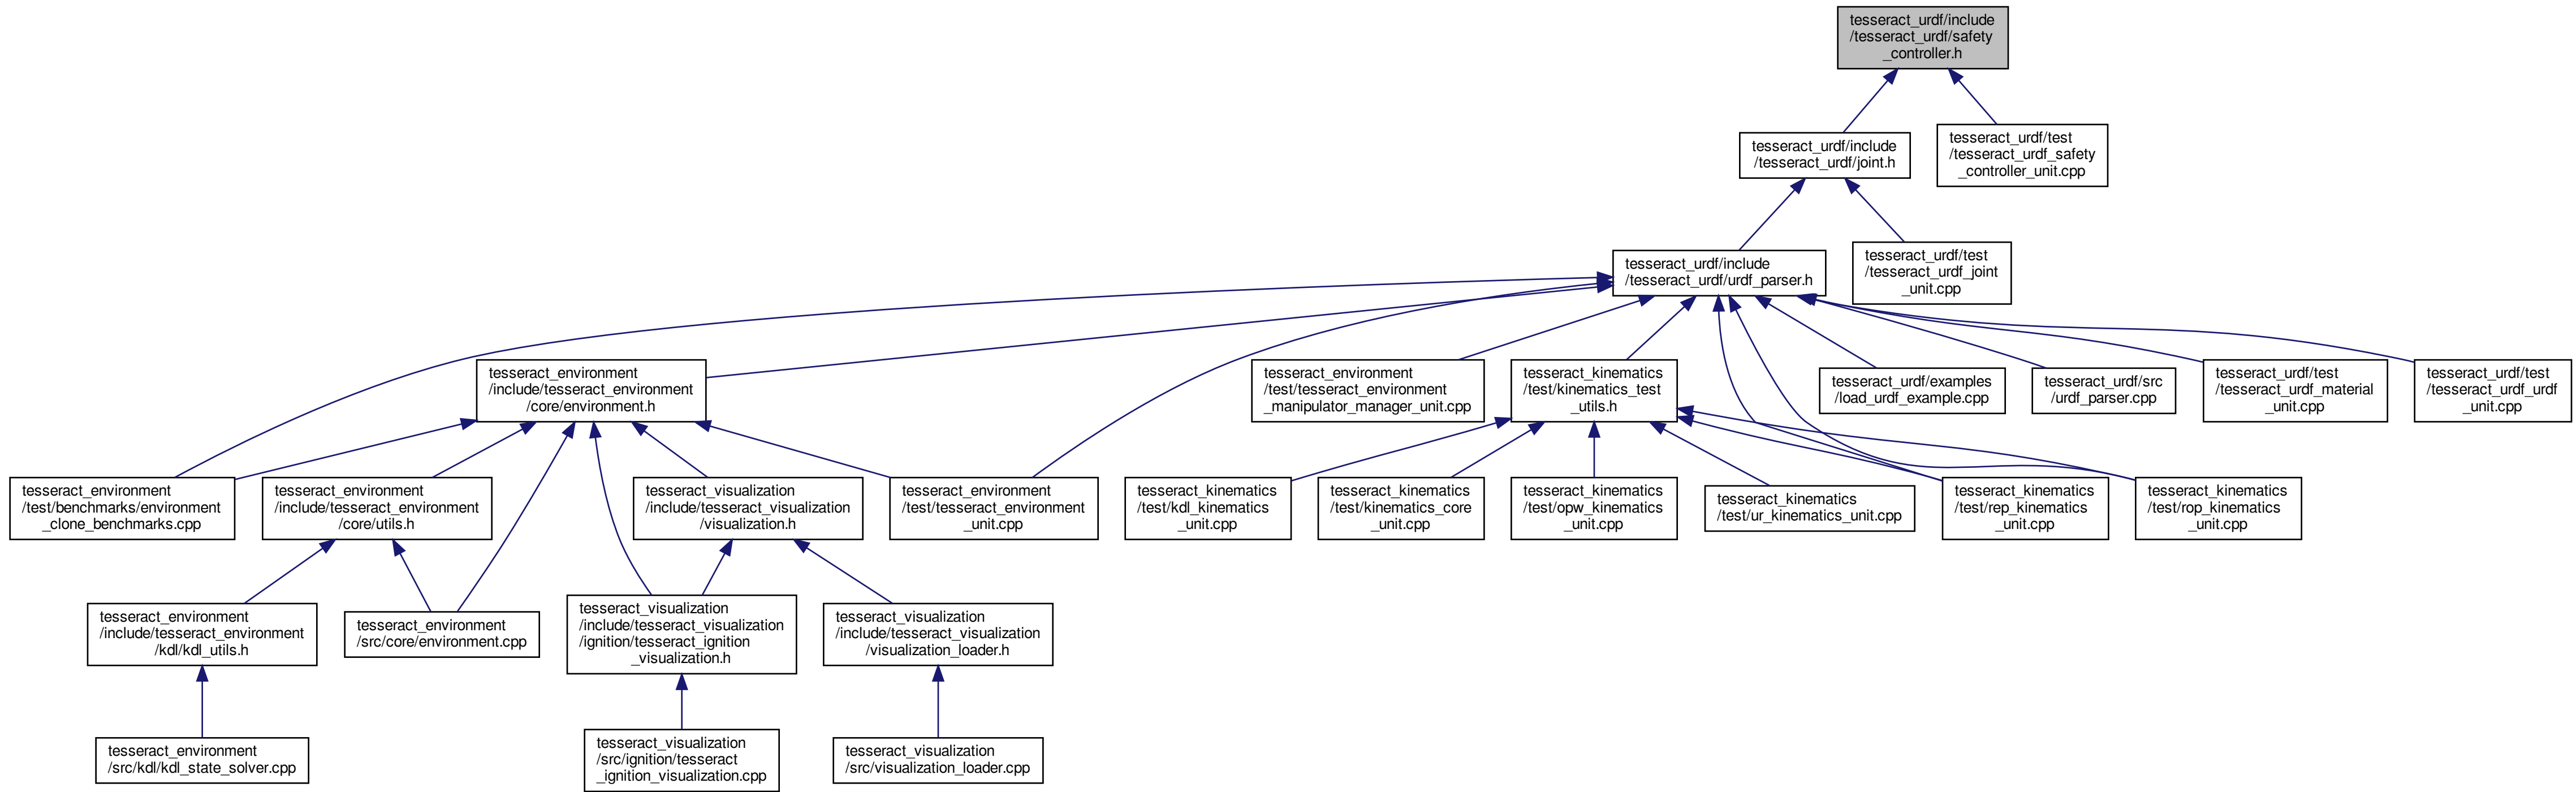 tesseract_urdf/include
/tesseract_urdf/safety
_controller.h
tesseract_urdf/include
/tesseract_urdf/joint.h
tesseract_urdf/test
/tesseract_urdf_safety
_controller_unit.cpp
tesseract_urdf/include
/tesseract_urdf/urdf_parser.h
tesseract_urdf/test
/tesseract_urdf_joint
_unit.cpp
tesseract_environment
/include/tesseract_environment
/core/environment.h
tesseract_environment
/test/tesseract_environment
_manipulator_manager_unit.cpp
tesseract_kinematics
/test/kinematics_test
_utils.h
tesseract_urdf/examples
/load_urdf_example.cpp
tesseract_urdf/src
/urdf_parser.cpp
tesseract_urdf/test
/tesseract_urdf_material
_unit.cpp
tesseract_urdf/test
/tesseract_urdf_urdf
_unit.cpp
tesseract_environment
/test/benchmarks/environment
_clone_benchmarks.cpp
tesseract_environment
/include/tesseract_environment
/core/utils.h
tesseract_visualization
/include/tesseract_visualization
/visualization.h
tesseract_environment
/test/tesseract_environment
_unit.cpp
tesseract_kinematics
/test/kdl_kinematics
_unit.cpp
tesseract_kinematics
/test/kinematics_core
_unit.cpp
tesseract_kinematics
/test/opw_kinematics
_unit.cpp
tesseract_kinematics
/test/ur_kinematics_unit.cpp
tesseract_kinematics
/test/rep_kinematics
_unit.cpp
tesseract_kinematics
/test/rop_kinematics
_unit.cpp
tesseract_environment
/include/tesseract_environment
/kdl/kdl_utils.h
tesseract_environment
/src/core/environment.cpp
tesseract_visualization
/include/tesseract_visualization
/ignition/tesseract_ignition
_visualization.h
tesseract_visualization
/include/tesseract_visualization
/visualization_loader.h
tesseract_environment
/src/kdl/kdl_state_solver.cpp
tesseract_visualization
/src/ignition/tesseract
_ignition_visualization.cpp
tesseract_visualization
/src/visualization_loader.cpp